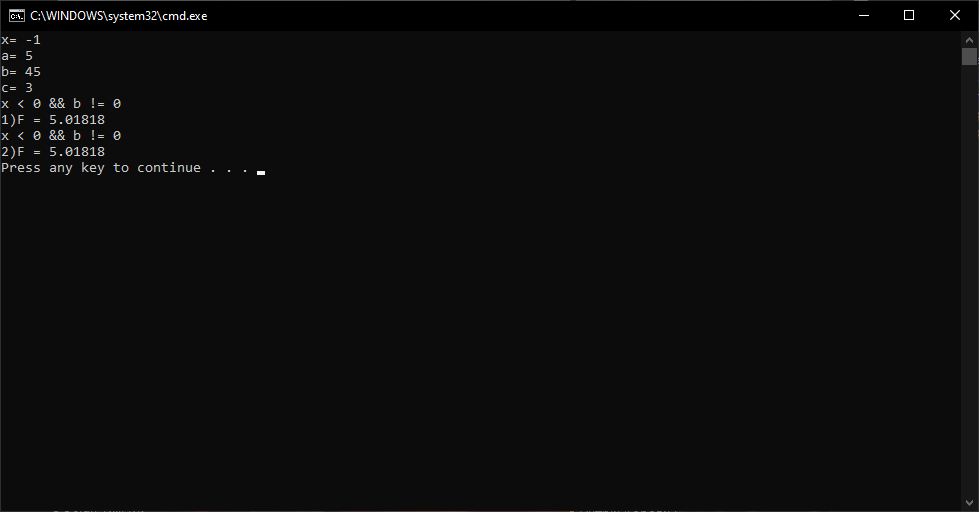 C:\WINDOWS\system32\cmd.exe
x= -1
a= 5
b= 45
c= 3
x < 0 && b != 0
1)F = 5.01818
x < 0 && b != 0
2)F = 5.01818
Press any key to continue . . .